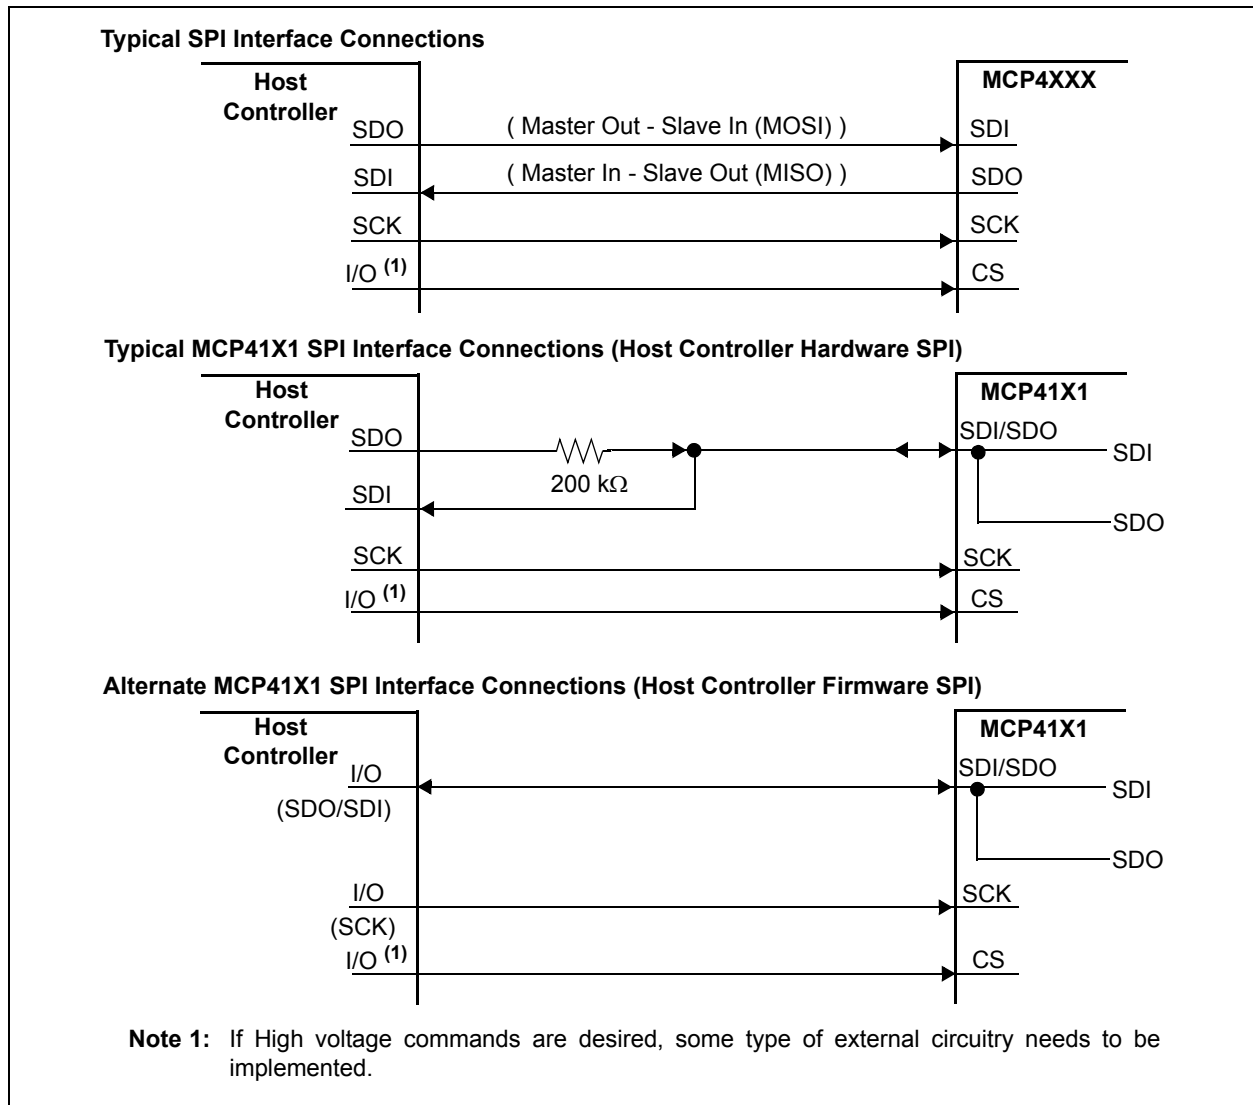 Typical SPI Interface Connections
Host
Controller
MCP4XXX
SDO
( Master Out - Slave In (MOSI) )
SDI
SDI
( Master In - Slave Out (MISO) )
SDO
SCK
SCK
I/O (1)
CS
Typical MCP41X1 SPI Interface Connections (Host Controller Hardware SPI)
Host
Controller
MCP41X1
SDO
SDI/SDO
SDI
200 kΩ
SDI
SDO
SCK
SCK
I/O (1)
CS
Alternate MCP41X1 SPI Interface Connections (Host Controller Firmware SPI)
Host
Controller
MCP41X1
I/O
(SDO/SDI)
SDI/SDO
SDI
SDO
I/O
(SCK)
SCK
I/O (1)
CS
Note 1: If High voltage commands are desired, some type of external circuitry needs to be
implemented.